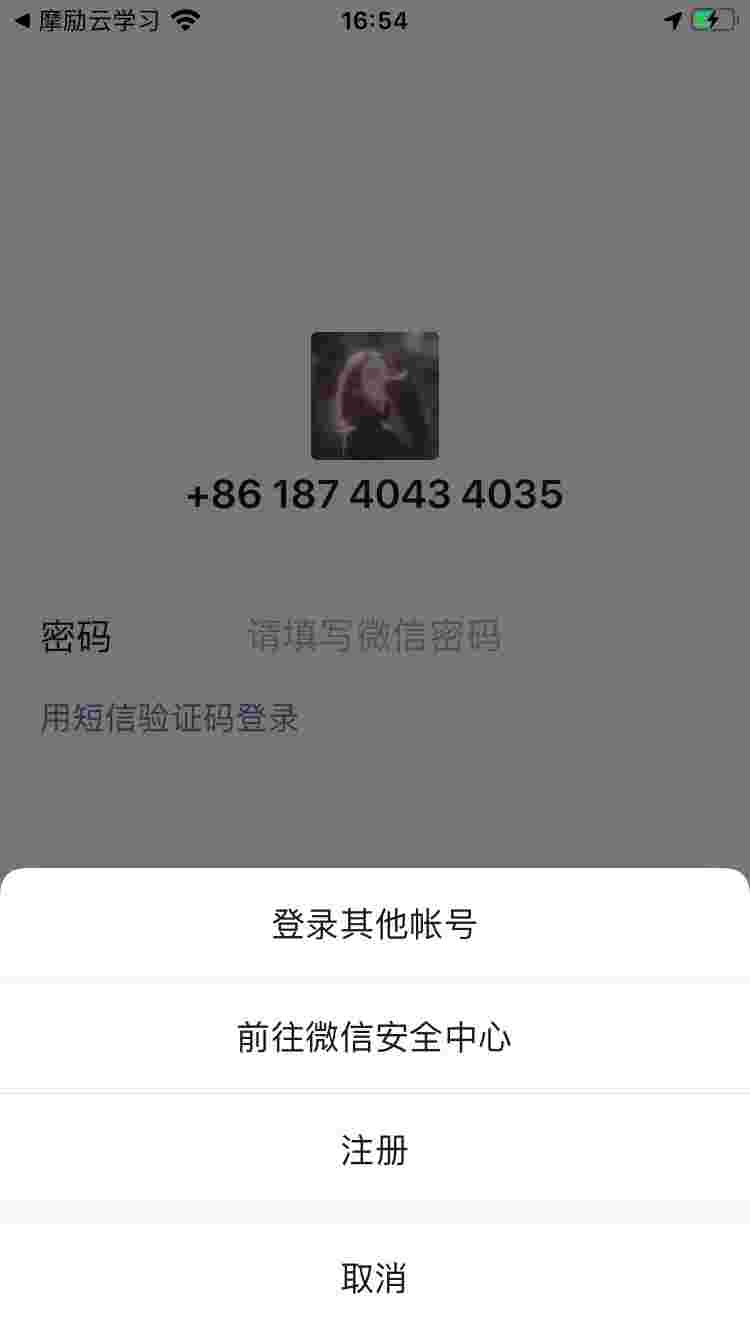 摩励云学习
16:54
+86 187 4043 4035
密码 请填写微信密码
用短信验证码登录
登录其他帐号
前往微信安全中心
注册
取消